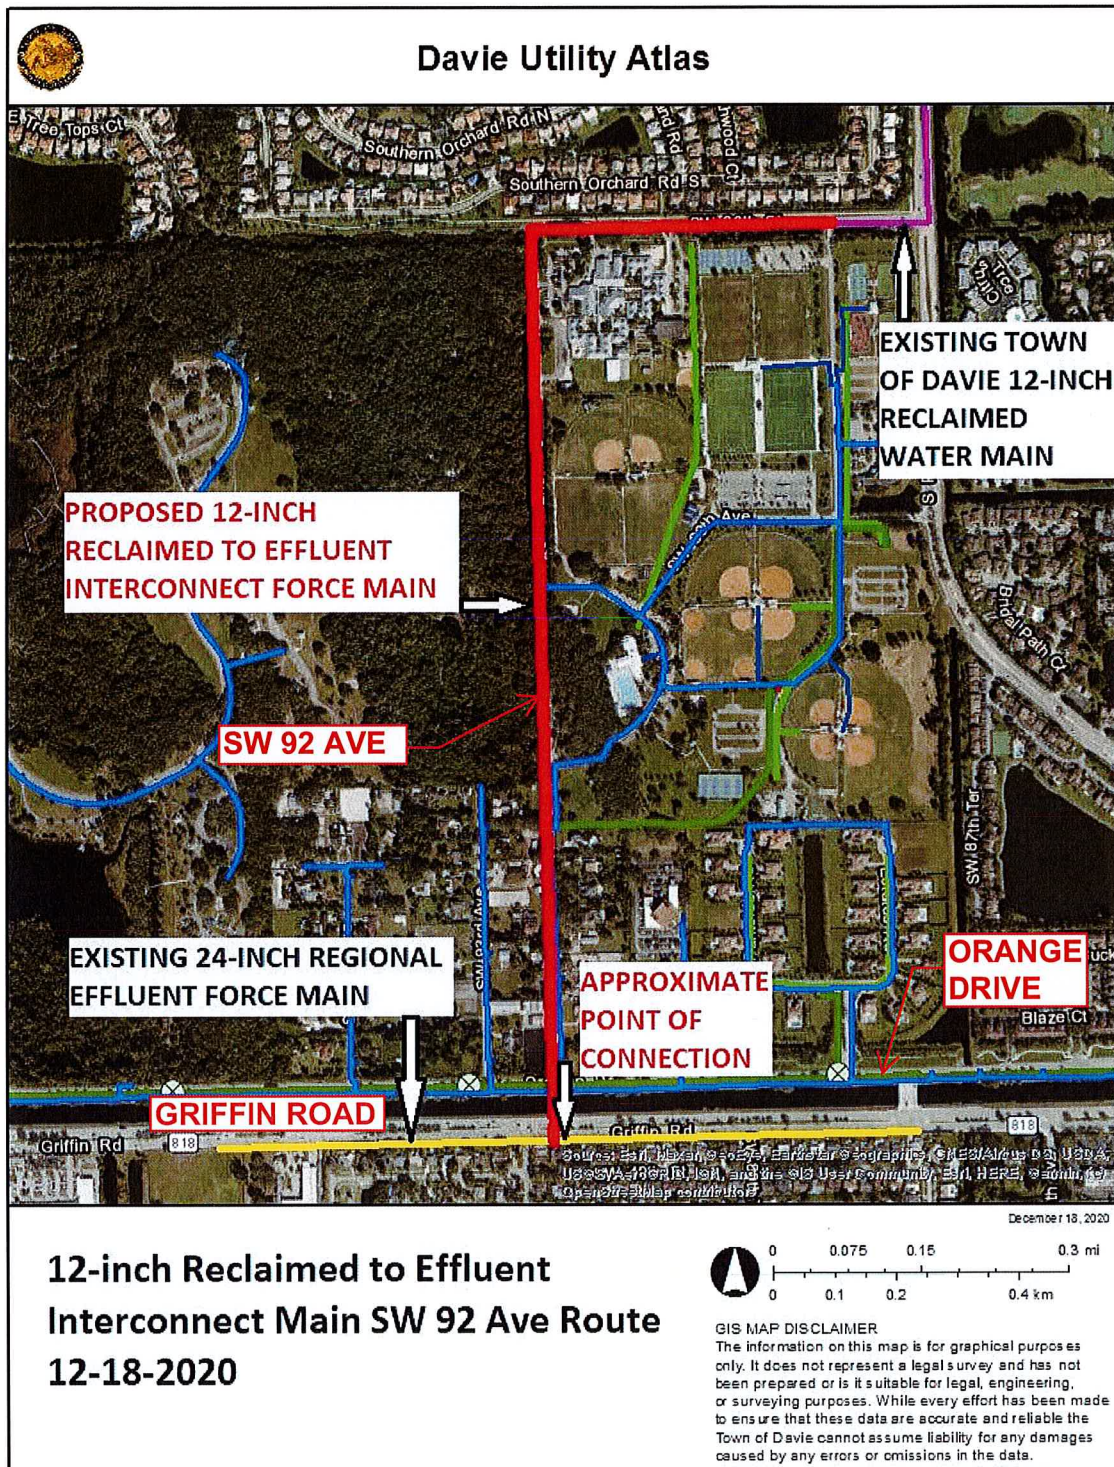 Davie Utility Atlas
E Tree Tops Ct
Southern Orchard Rd N
Southern Orchard Rd S
EXISTING TOWN
OF DAVIE 12-INCH
RECLAIMED
WATER MAIN
PROPOSED 12-INCH
RECLAIMED TO EFFLUENT
INTERCONNECT FORCE MAIN
Bridal Path Ct
SW 92 AVE
SW 87th Ter
SW 93rd Ave
EXISTING 24-INCH REGIONAL
EFFLUENT FORCE MAIN
APPROXIMATE
POINT OF
CONNECTION
ORANGE
DRIVE
Blaze Ct
GRIFFIN ROAD
Griffin Rd
818
Griffin Rd
818
OpenStreetMap contributors
December 18, 2020
12-inch Reclaimed to Effluent
Interconnect Main SW 92 Ave Route
12-18-2020
0 0.075 0.15 0.3 mi
0 0.1 0.2 0.4 km
GIS MAP DISCLAIMER
The information on this map is for graphical purposes
only. It does not represent a legal survey and has not
been prepared or is it suitable for legal, engineering,
or surveying purposes. While every effort has been made
to ensure that these data are accurate and reliable the
Town of Davie cannot assume liability for any damages
caused by any errors or omissions in the data.